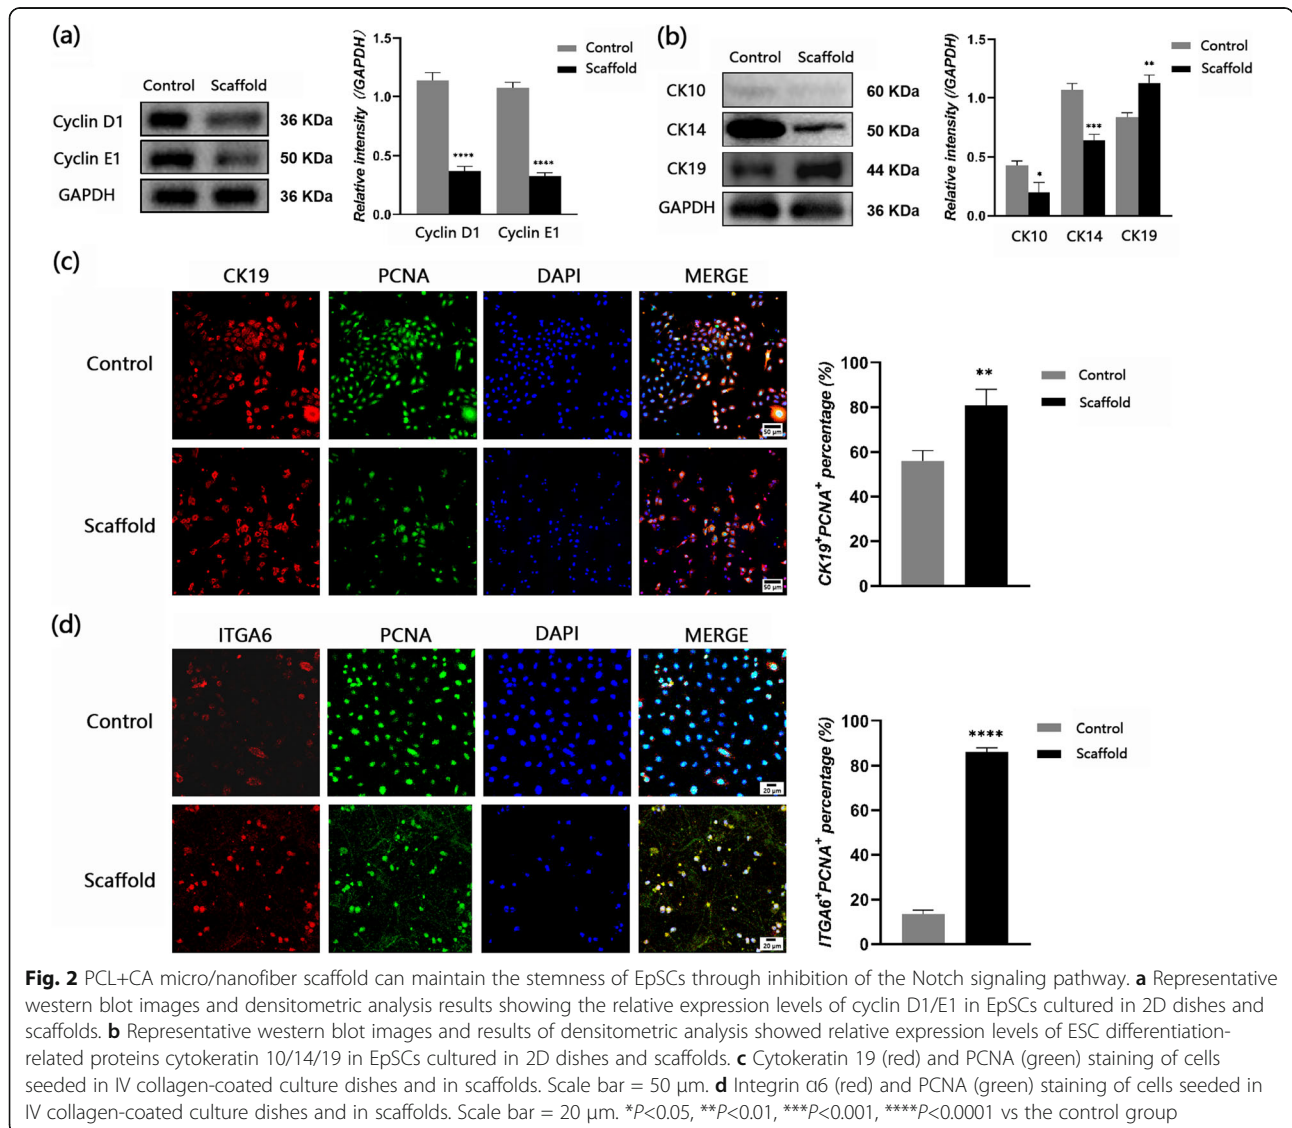 (a)
Control Scaffold
Cyclin D1 36 KDa
Cyclin E1 50 KDa
GAPDH 36 KDa
Relative intensity (/GAPDH)
1.5
1.0
0.5
0.0
Control
Scaffold
**** ****
Cyclin D1 Cyclin E1
(b)
Control Scaffold
CK10 60 KDa
CK14 50 KDa
CK19 44 KDa
GAPDH 36 KDa
Relative intensity (/GAPDH)
1.5
1.0
0.5
0.0
Control
Scaffold
* *** **
CK10 CK14 CK19
(c)
CK19 PCNA DAPI MERGE
Control
50 μm
Scaffold
50 μm
CK19+PCNA+ percentage (%)
100
80
60
40
20
0
**
Control
Scaffold
(d)
ITGA6 PCNA DAPI MERGE
Control
20 μm
Scaffold
20 μm
ITGA6+PCNA+ percentage (%)
100
80
60
40
20
0
****
Control
Scaffold
Fig. 2 PCL+CA micro/nanofiber scaffold can maintain the stemness of EpSCs through inhibition of the Notch signaling pathway. a Representative
western blot images and densitometric analysis results showing the relative expression levels of cyclin D1/E1 in EpSCs cultured in 2D dishes and
scaffolds. b Representative western blot images and results of densitometric analysis showed relative expression levels of ESC differentiation-
related proteins cytokeratin 10/14/19 in EpSCs cultured in 2D dishes and scaffolds. c Cytokeratin 19 (red) and PCNA (green) staining of cells
seeded in IV collagen-coated culture dishes and in scaffolds. Scale bar = 50 μm. d Integrin α6 (red) and PCNA (green) staining of cells seeded in
IV collagen-coated culture dishes and in scaffolds. Scale bar = 20 μm. *P<0.05, **P<0.01, ***P<0.001, ****P<0.0001 vs the control group